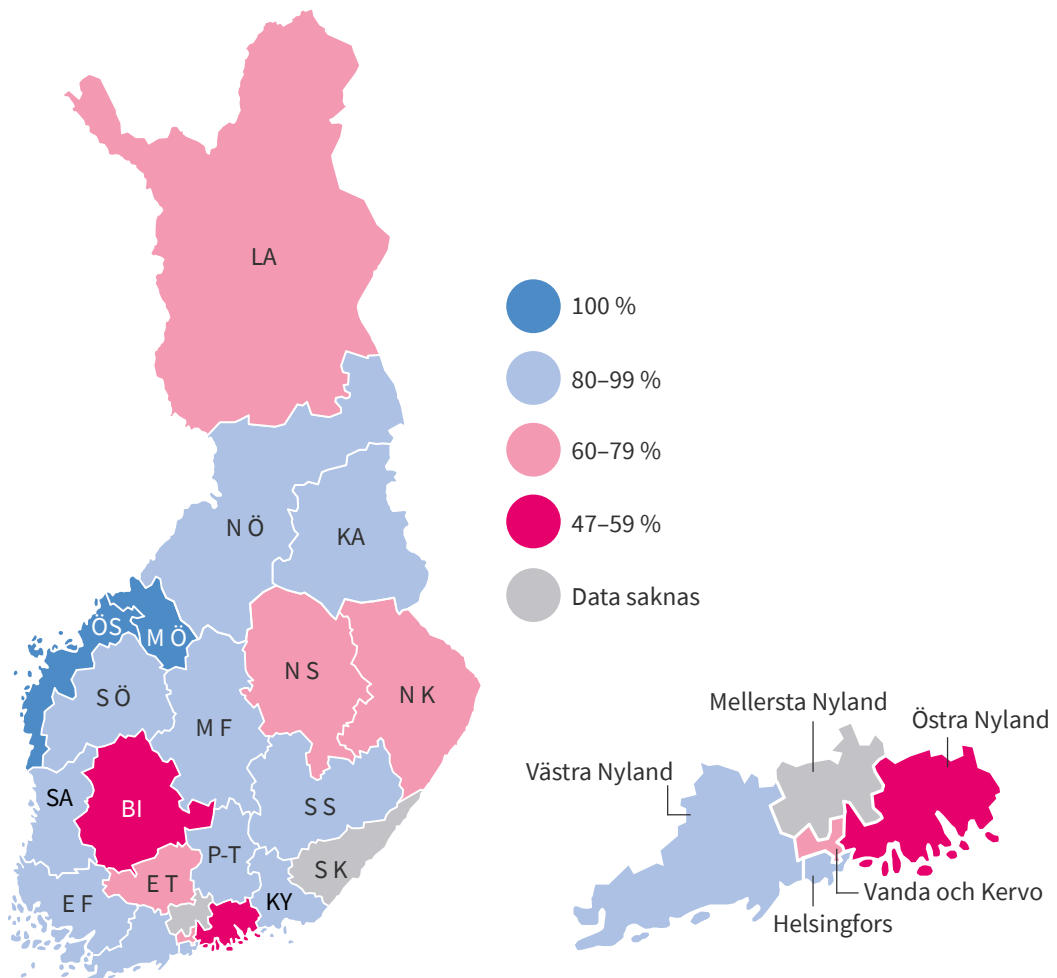 LA
100 %
80–99 %
60–79 %
47–59 %
Data saknas
N Ö
KA
ÖS
M Ö
S Ö
M F
N S
N K
SA
BI
S S
P-T
S K
E T
E F
KY
Mellersta Nyland
Östra Nyland
Västra Nyland
Vanda och Kervo
Helsingfors